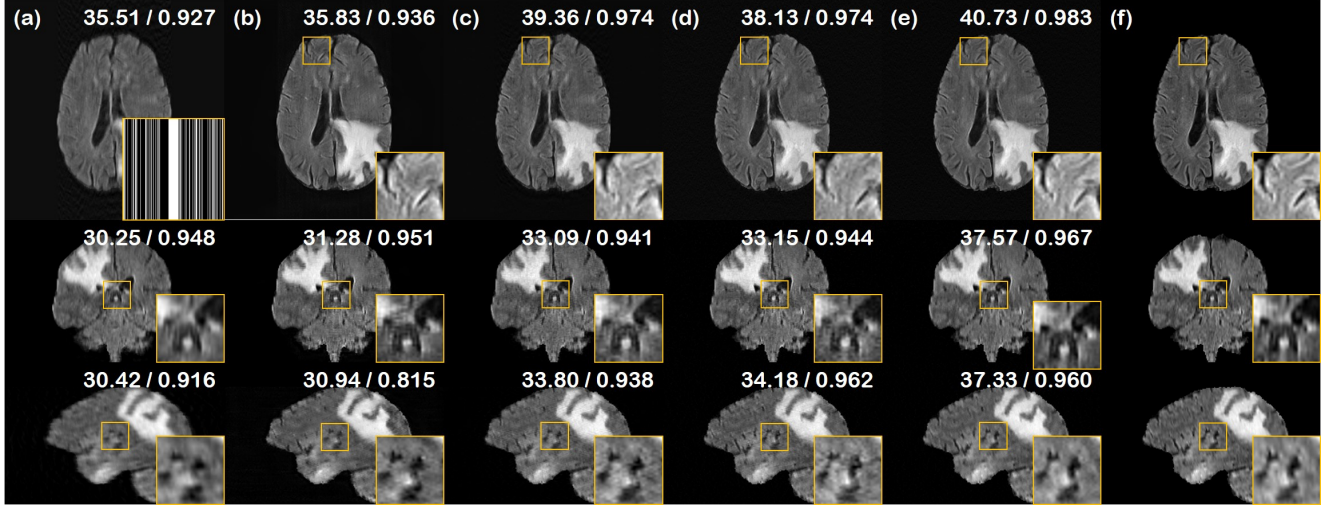 (a) 35.51 / 0.927 (b) 35.83 / 0.936 (c) 39.36 / 0.974 (d) 38.13 / 0.974 (e) 40.73 / 0.983 (f)
30.25 / 0.948 31.28 / 0.951 33.09 / 0.941 33.15 / 0.944 37.57 / 0.967
30.42 / 0.916 30.94 / 0.815 33.80 / 0.938 34.18 / 0.962 37.33 / 0.960